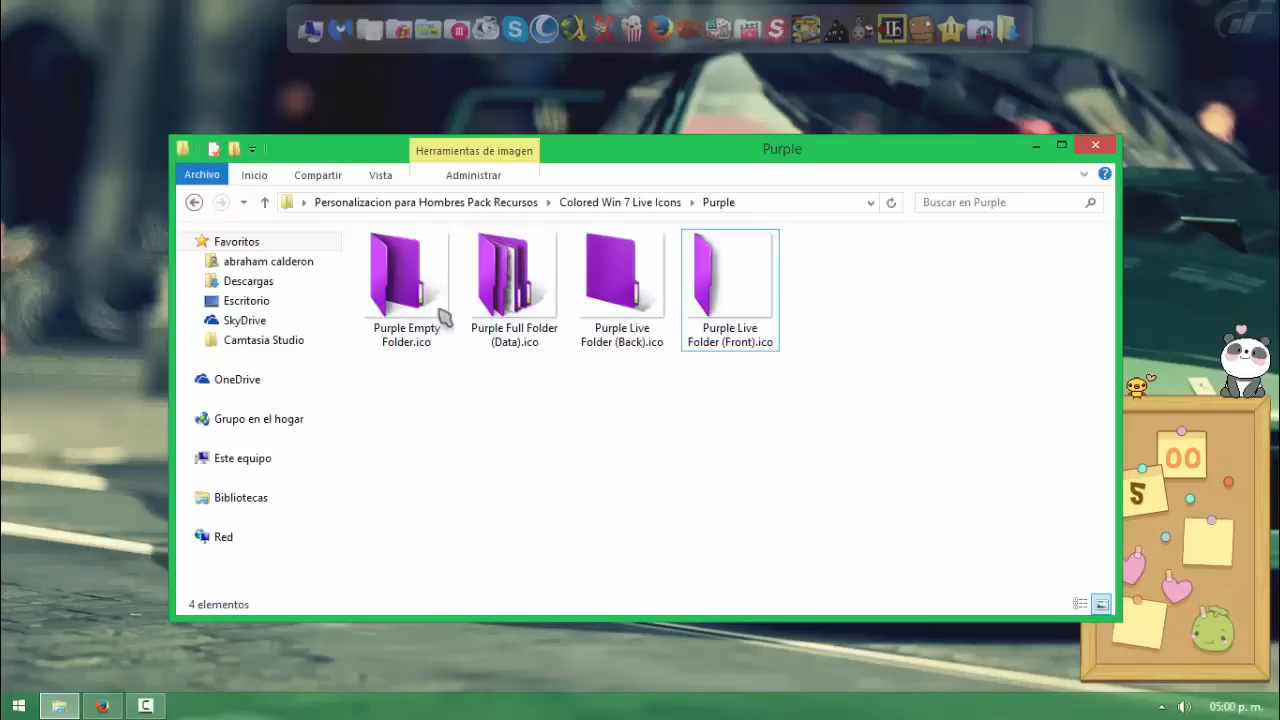 Herramientas de imagen
Purple
Archivo
Inicio
Compartir
Vista
Administrar
Personalizacion para Hombres Pack Recursos
Colored Win 7 Live Icons
Purple
Buscar en Purple
Favoritos
abraham calderon
Descargas
Escritorio
SkyDrive
Camtasia Studio
OneDrive
Grupo en el hogar
Este equipo
Bibliotecas
Red
Purple Empty
Folder.ico
Purple Full Folder
(Data).ico
Purple Live
Folder (Back).ico
Purple Live
Folder (Front).ico
4 elementos
00
5
05:00 p. m.